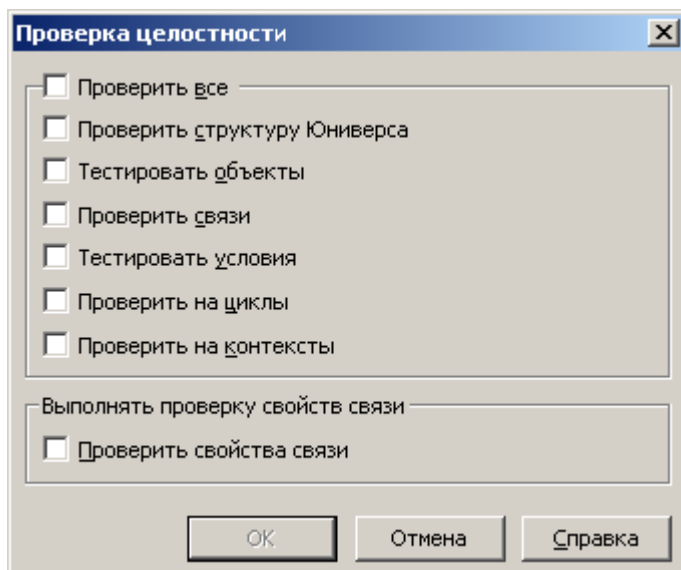 Проверка целостности
Проверить все
Проверить структуру Юниверса
Тестировать объекты
Проверить связи
Тестировать условия
Проверить на циклы
Проверить на контексты
Выполнять проверку свойств связи
Проверить свойства связи
OK Отмена Справка